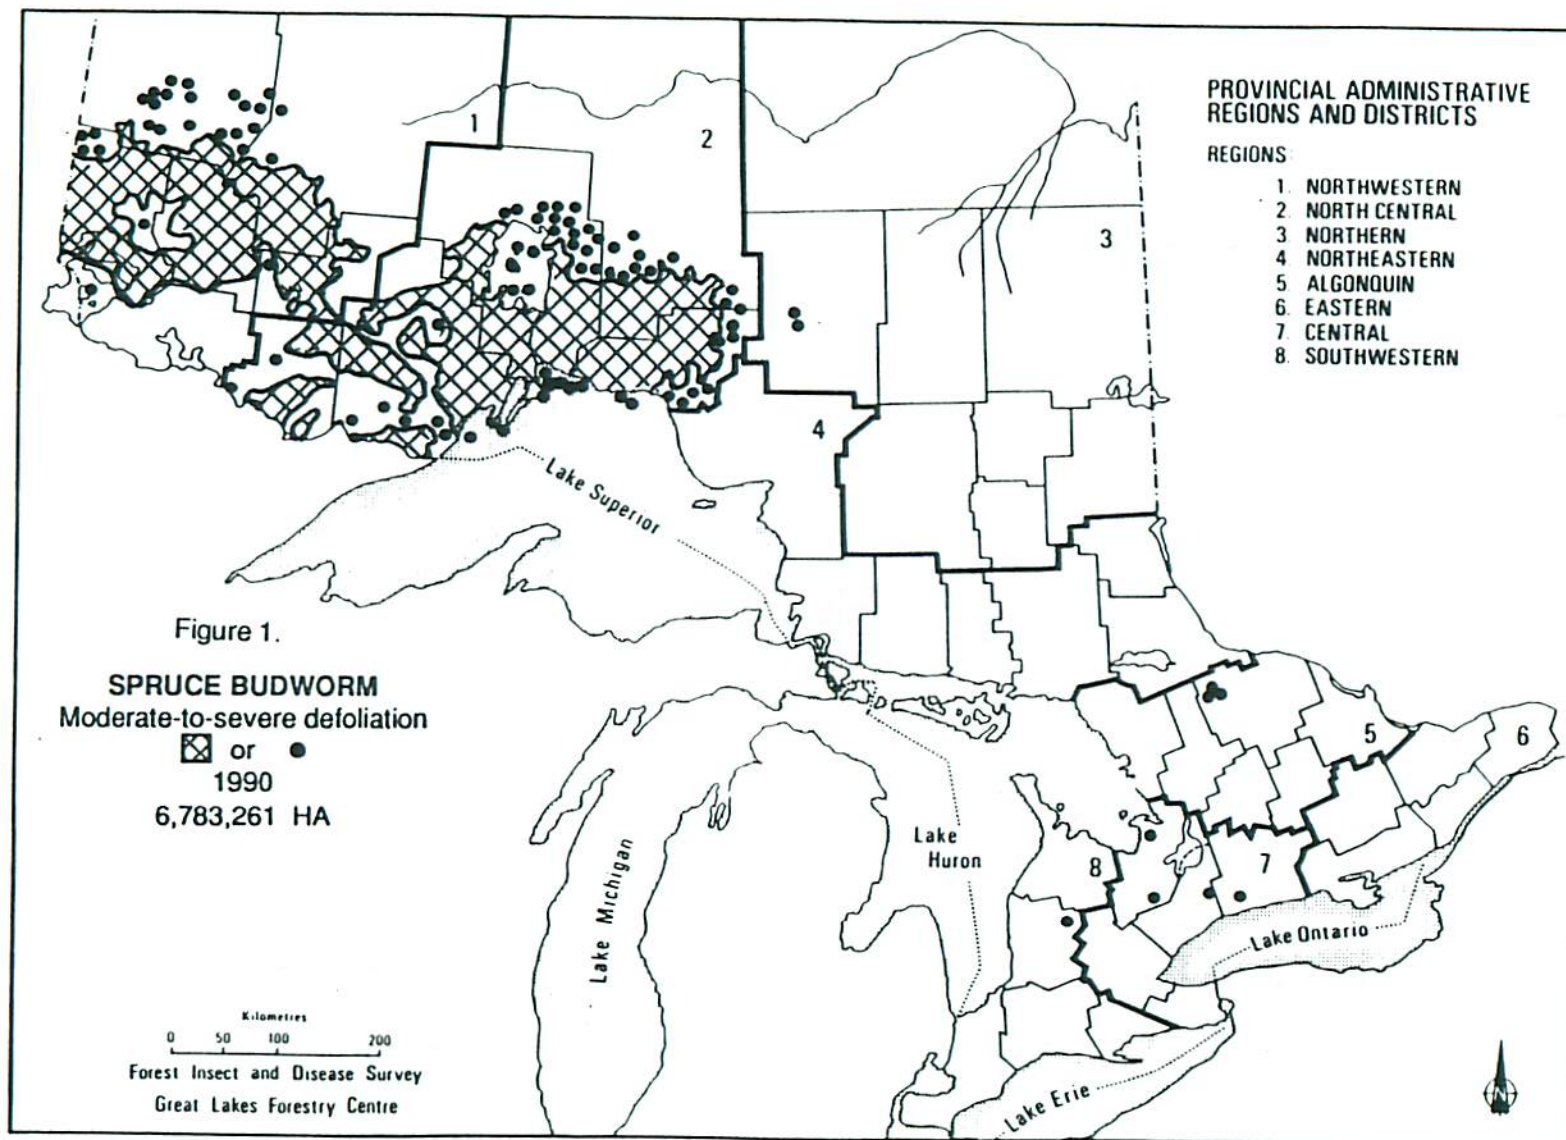 PROVINCIAL ADMINISTRATIVE
REGIONS AND DISTRICTS
REGIONS:
1. NORTHWESTERN
2. NORTH CENTRAL
3. NORTHERN
4. NORTHEASTERN
5. ALGONQUIN
6. EASTERN
7. CENTRAL
8. SOUTHWESTERN
1
2
3
4
Lake Superior
Figure 1.
SPRUCE BUDWORM
Moderate-to-severe defoliation
or
1990
6,783,261 HA
5
6
7
8
Lake
Huron
Lake Michigan
Lake Ontario
Lake Erie
Kilometres
0 50 100 200
Forest Insect and Disease Survey
Great Lakes Forestry Centre
N